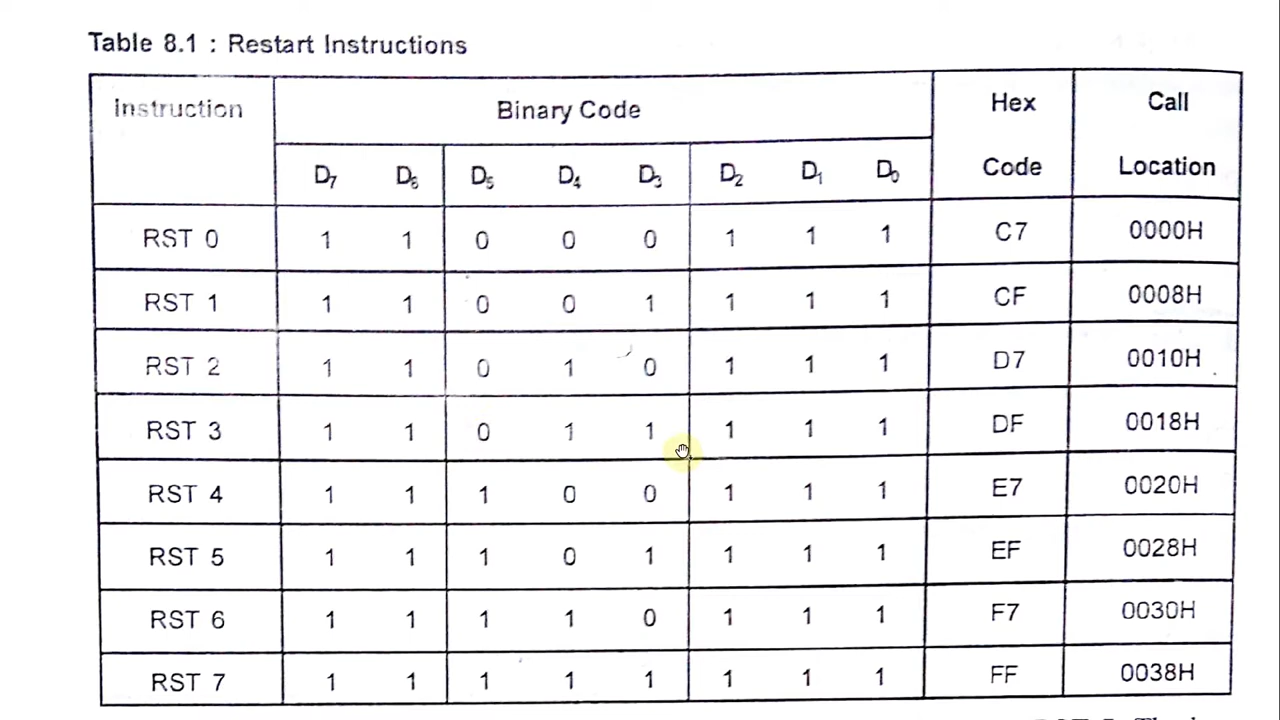 Table 8.1 : Restart Instructions
Instruction Binary Code Hex Code Call Location
D7 D6 D5 D4 D3 D2 D1 D0
RST 0 1 1 0 0 0 1 1 1 C7 0000H
RST 1 1 1 0 0 1 1 1 1 CF 0008H
RST 2 1 1 0 1 0 1 1 1 D7 0010H
RST 3 1 1 0 1 1 1 1 1 DF 0018H
RST 4 1 1 1 0 0 1 1 1 E7 0020H
RST 5 1 1 1 0 1 1 1 1 EF 0028H
RST 6 1 1 1 1 0 1 1 1 F7 0030H
RST 7 1 1 1 1 1 1 1 1 FF 0038H